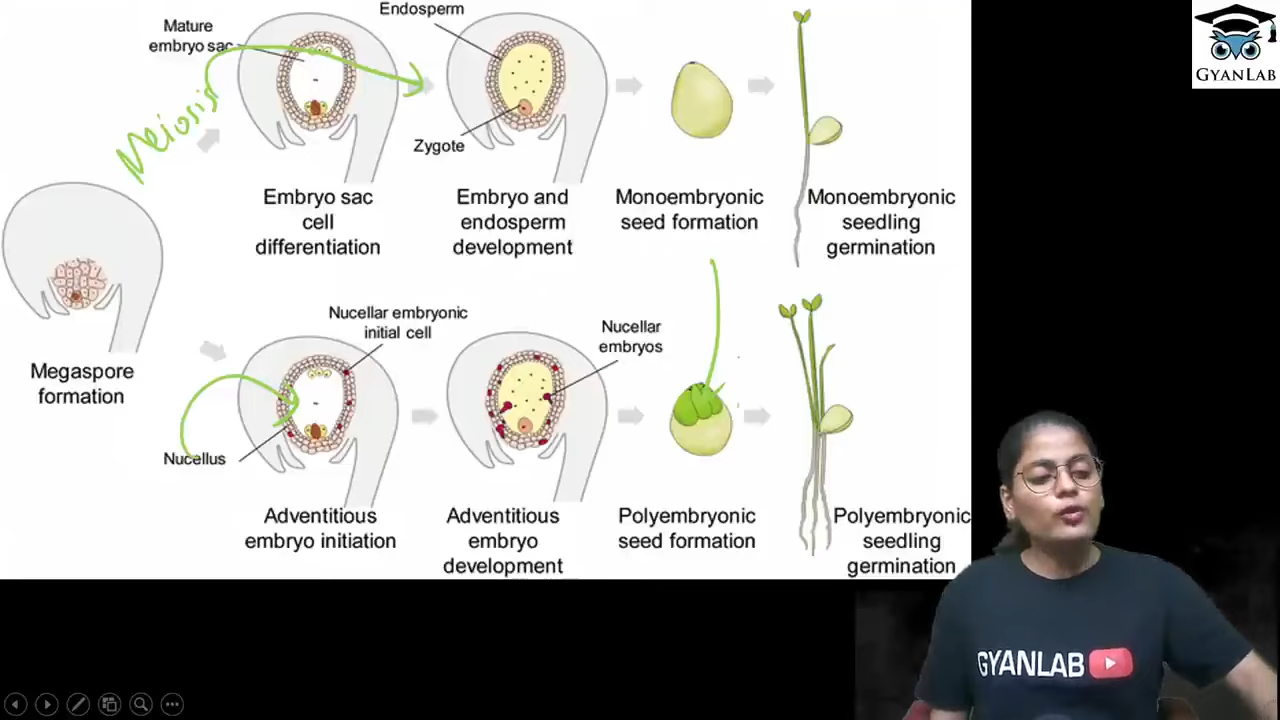 Mature
embryo sac
Endosperm
Meiosis
Zygote
GYANLAB
Embryo sac
cell
differentiation
Embryo and
endosperm
development
Monoembryonic
seed formation
Monoembryonic
seedling
germination
Megaspore
formation
Nucellar embryonic
initial cell
Nucellar
embryos
Nucellus
Adventitious
embryo initiation
Adventitious
embryo
development
Polyembryonic
seed formation
Polyembryonic
seedling
germination
GYANLAB